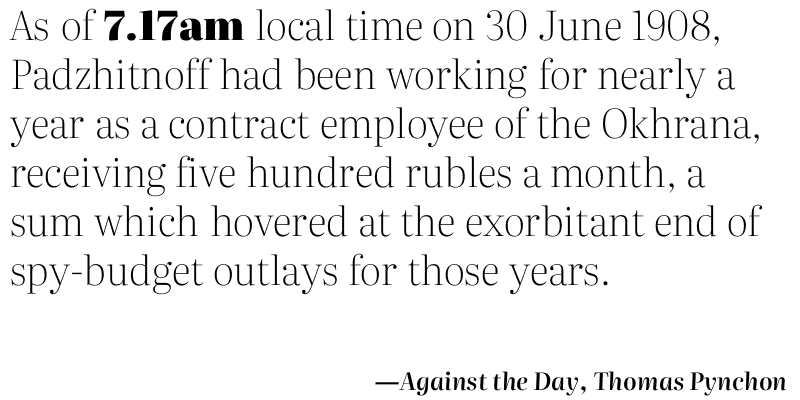 As of 7.17am local time on 30 June 1908,
Padzhitnoff had been working for nearly a
year as a contract employee of the Okhrana,
receiving five hundred rubles a month, a
sum which hovered at the exorbitant end of
spy-budget outlays for those years.
—Against the Day, Thomas Pynchon